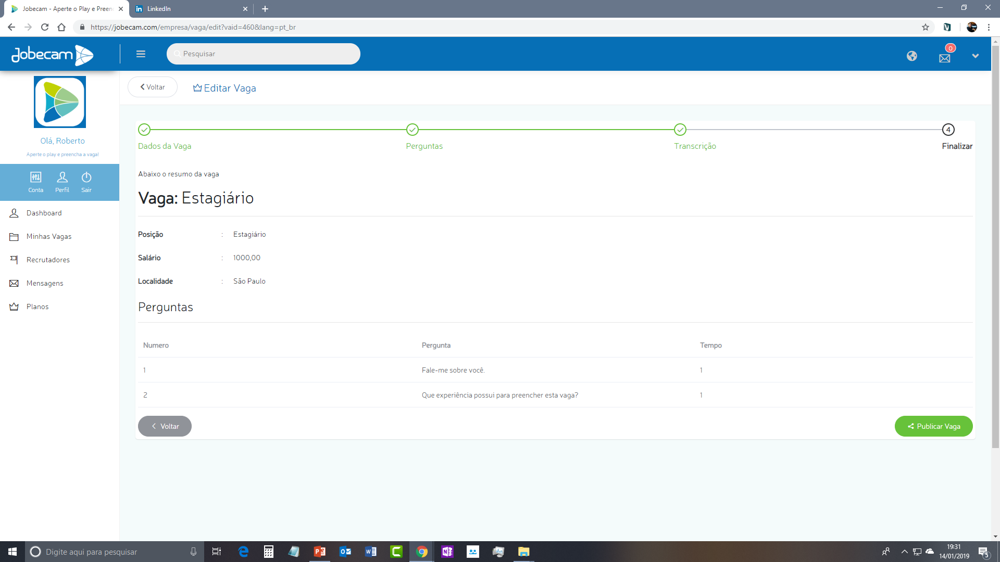 Jobecam - Aperte o Play e Preen
LinkedIn
https://jobecam.com/empresa/vaga/edit?vaid=460&lang=pt_br
Jobecam
Pesquisar
0
Voltar
Editar Vaga
Olá, Roberto
Aperte o play e preencha a vaga!
Conta
Perfil
Sair
Dashboard
Minhas Vagas
Recrutadores
Mensagens
Planos
4
Dados da Vaga
Perguntas
Transcrição
Finalizar
Abaixo o resumo da vaga
Vaga: Estagiário
Posição : Estagiário
Salário : 1000,00
Localidade : São Paulo
Perguntas
Numero Pergunta Tempo
1 Fale-me sobre você. 1
2 Que experiência possui para preencher esta vaga? 1
Voltar
Publicar Vaga
Digite aqui para pesquisar
19:31
14/01/2019
5